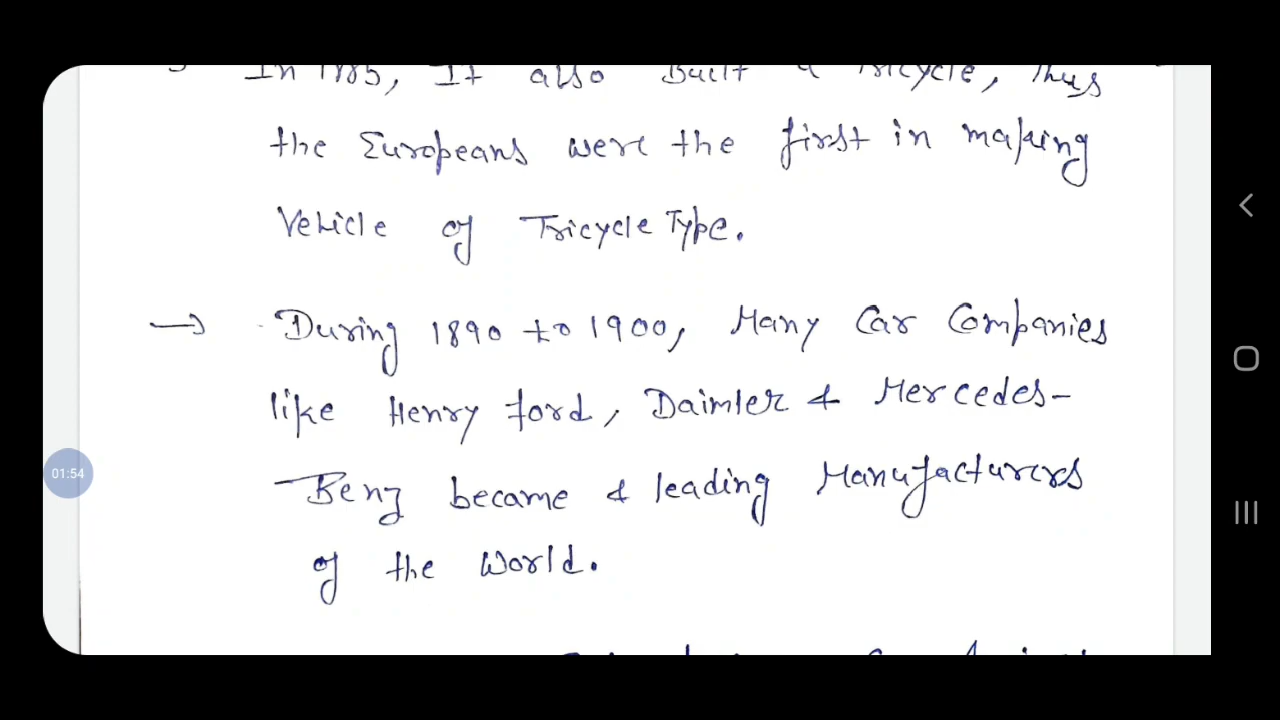 In 1885, It also Built a Tricycle, Thus
the Europeans were the first in making
Vehicle of Tricycle Type.
→ During 1890 to 1900, Many Car Companies
like Henry ford, Daimler & Mercedes-
Benz became & leading Manufacturers
of the World.
01:54